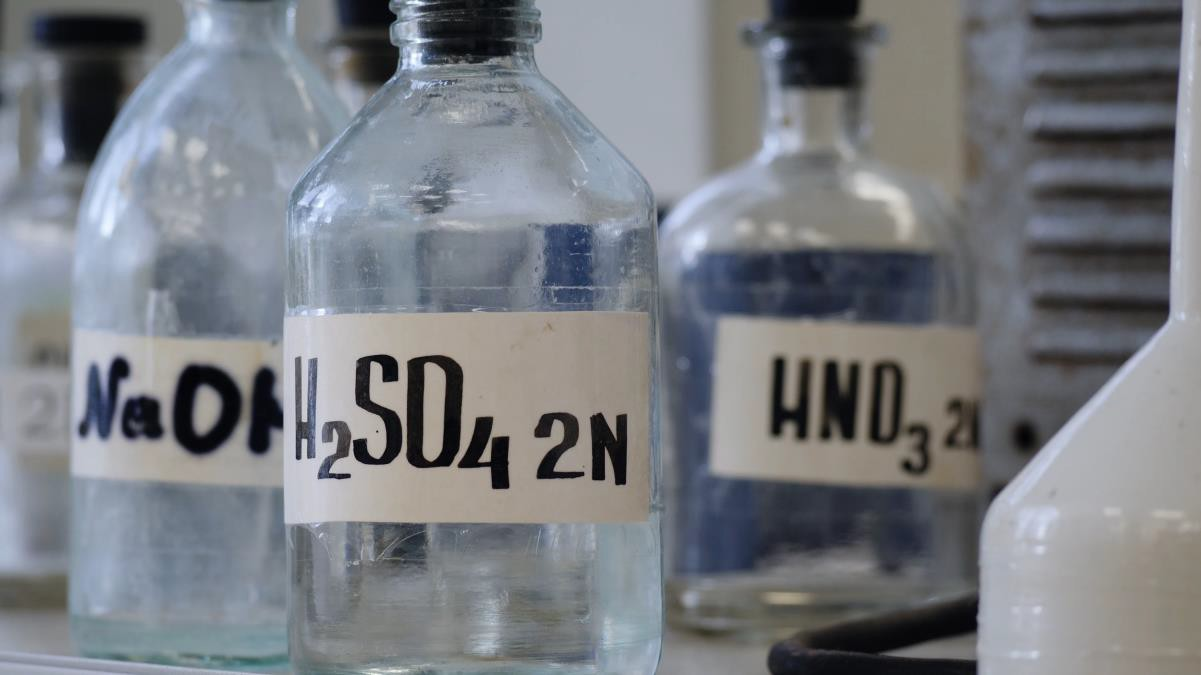 NaOH
H₂SO₄ 2N
HNO₃ 2N